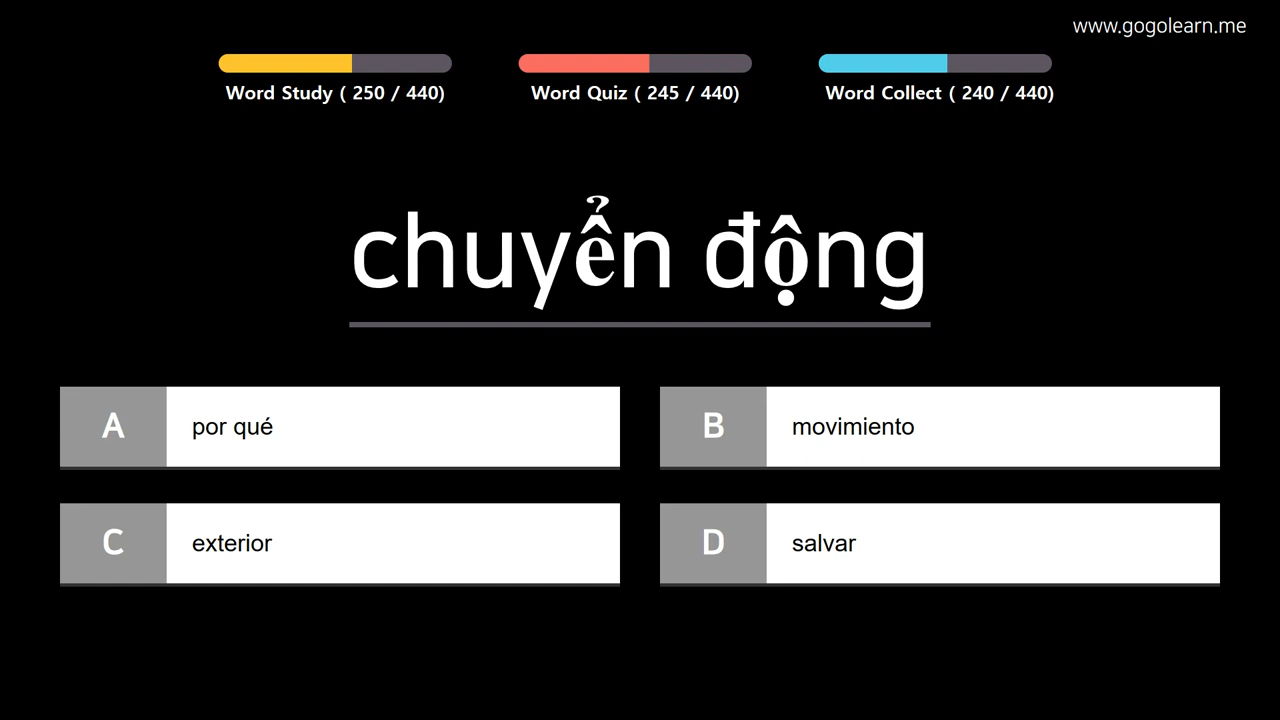 www.gogolearn.me
Word Study ( 250 / 440)
Word Quiz ( 245 / 440)
Word Collect ( 240 / 440)
chuyển động
A por qué
B movimiento
C exterior
D salvar